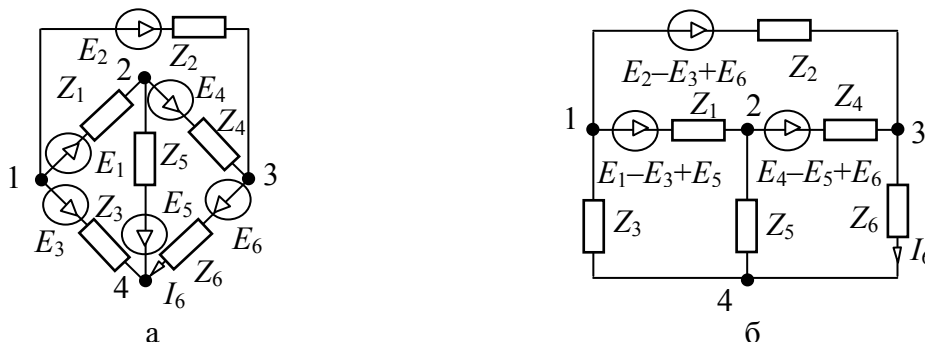 E2 Z2
2 E4
Z1 Z4
E1 Z5
1 3
E3 Z3 E5 E6
4 I6 Z6
а
E2–E3+E6 Z2
1 Z1 2 Z4 3
E1–E3+E5 E4–E5+E6
Z3 Z5 Z6
I6
4
б